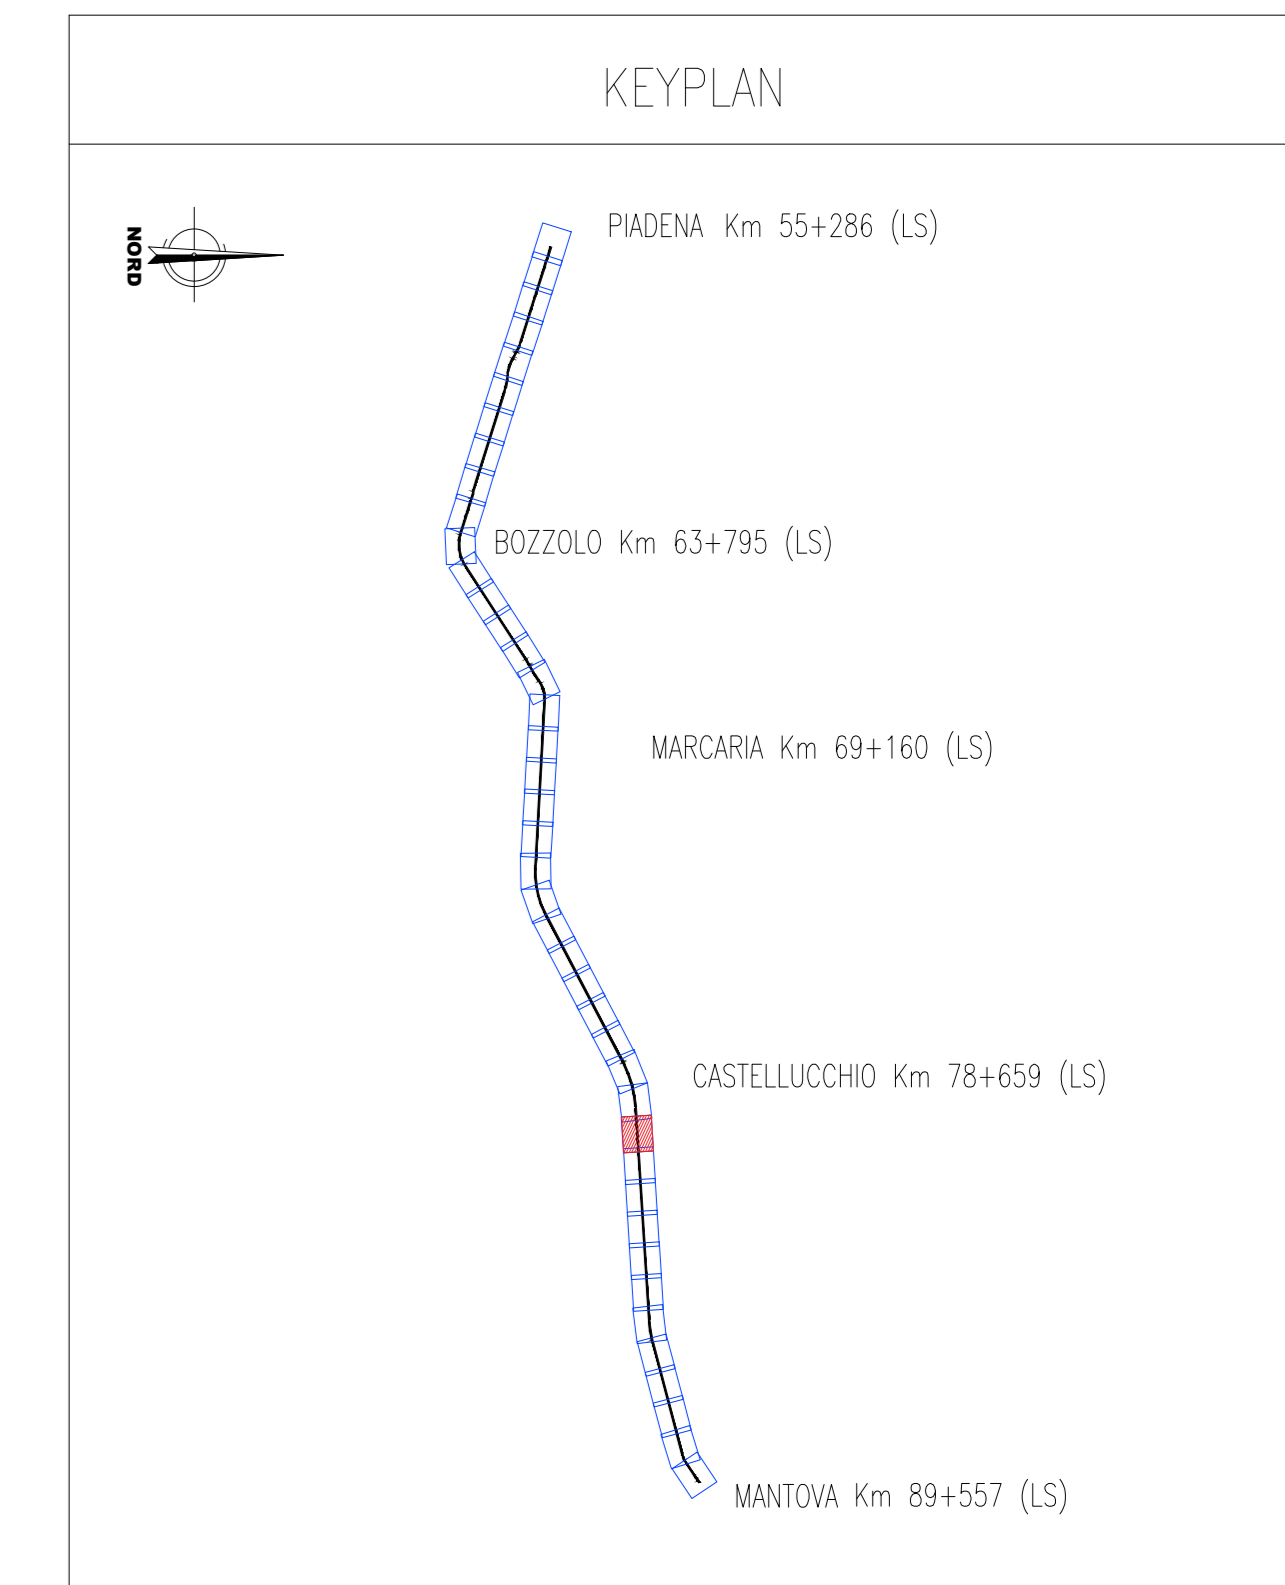 KEYPLAN
NORD
PIADENA Km 55+286 (LS)
BOZZOLO Km 63+795 (LS)
MARCARIA Km 69+160 (LS)
CASTELLUCCHIO Km 78+659 (LS)
MANTOVA Km 89+557 (LS)